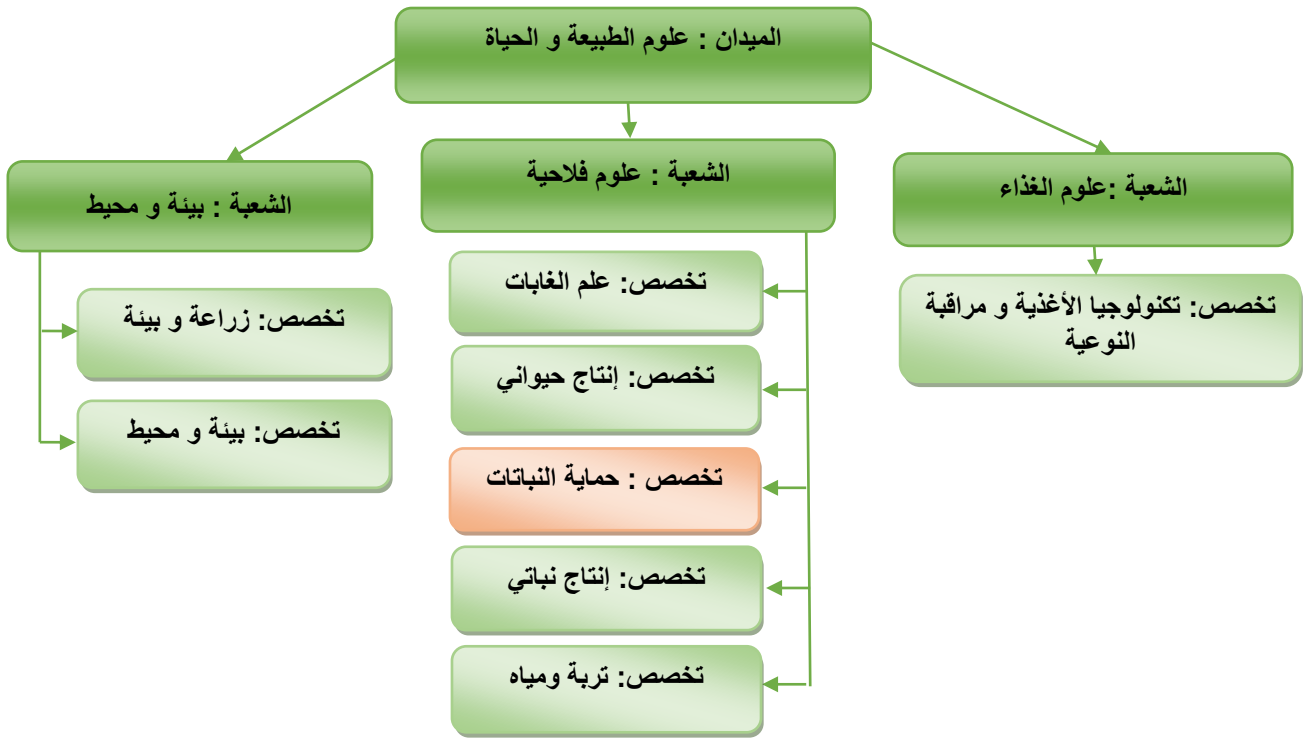 الميدان : علوم الطبيعة و الحياة
الشعبة :علوم الغذاء
تخصص: تكنولوجيا الأغذية و مراقبة
النوعية
الشعبة : علوم فلاحية
تخصص: علم الغابات
تخصص: إنتاج حيواني
تخصص : حماية النباتات
تخصص: إنتاج نباتي
تخصص: تربة ومياه
الشعبة : بيئة و محيط
تخصص: زراعة و بيئة
تخصص: بيئة و محيط